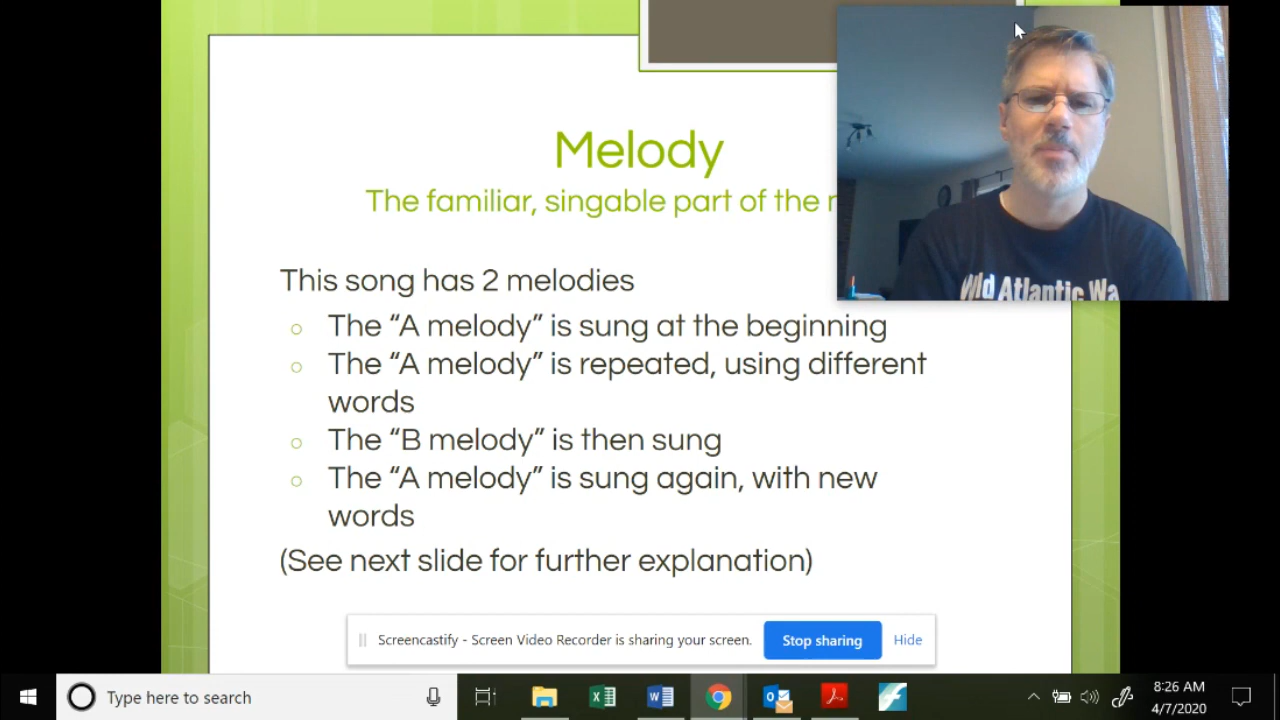 Melody
The familiar, singable part of the
This song has 2 melodies
The “A melody” is sung at the beginning
The “A melody” is repeated, using different
words
The “B melody” is then sung
The “A melody” is sung again, with new
words
(See next slide for further explanation)
Wild Atlantic Wa
Screencastify - Screen Video Recorder is sharing your screen.
Stop sharing
Hide
Type here to search
8:26 AM
4/7/2020